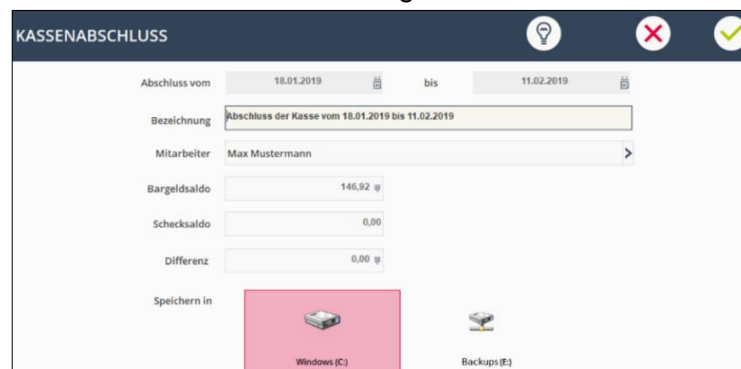 KASSENABSCHLUSS
Abschluss vom 18.01.2019 bis 11.02.2019
Bezeichnung Abschluss der Kasse vom 18.01.2019 bis 11.02.2019
Mitarbeiter Max Mustermann
Bargeldsaldo 146,92
Schecksaldo 0,00
Differenz 0,00
Speichern in
Windows (C:) Backups (E:)